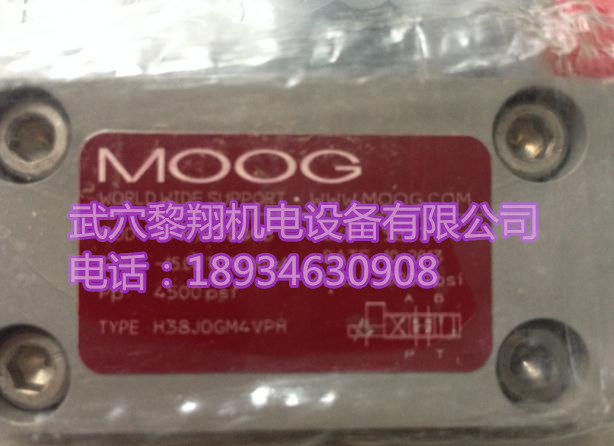 MOOG
WORLD WIDE SUPPORT · WWW.MOOG.COM
武穴黎翔机电设备有限公司
电话：18934630908
Pp 4500 psi
psi
TYPE H38JOGM4VPH
A B
P T